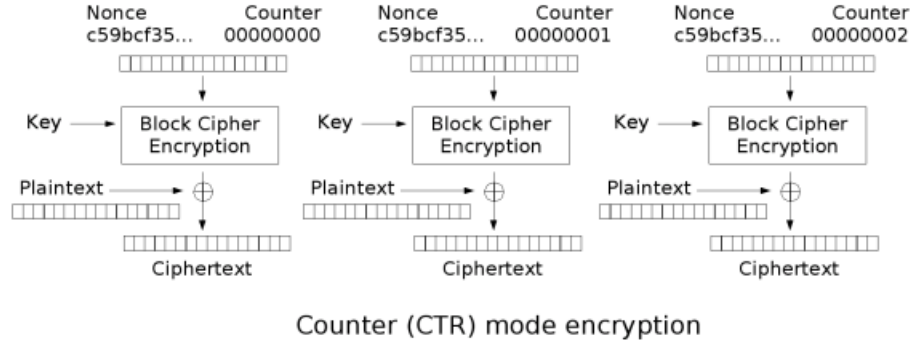 Nonce Counter
c59bcf35... 00000000
Key
Block Cipher
Encryption
Plaintext
Ciphertext
Nonce Counter
c59bcf35... 00000001
Key
Block Cipher
Encryption
Plaintext
Ciphertext
Nonce Counter
c59bcf35... 00000002
Key
Block Cipher
Encryption
Plaintext
Ciphertext
Counter (CTR) mode encryption